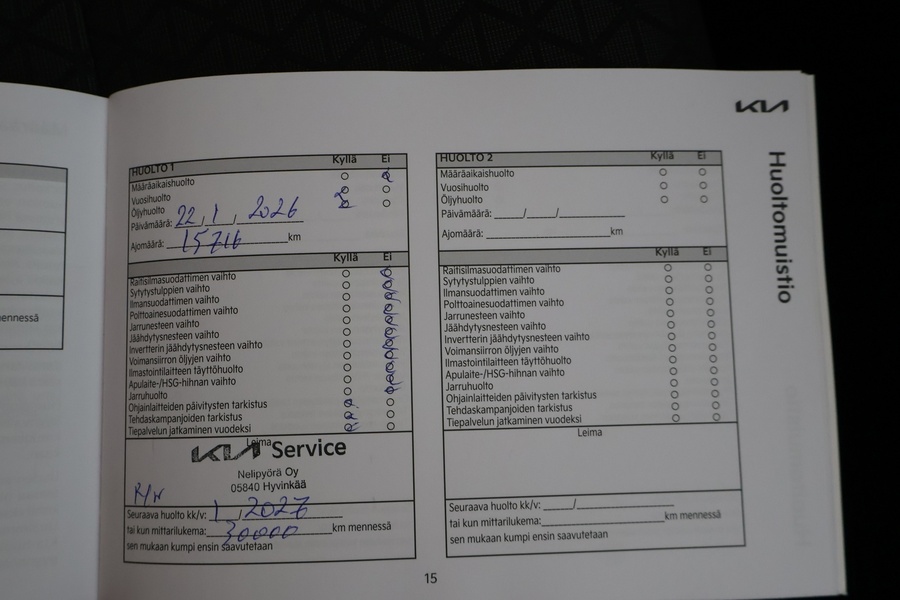 KIA
Huoltomuistio
mennessä
HUOLTO 1 Kyllä Ei
Määräaikaishuolto
Vuosihuolto
Öljyhuolto
Päivämäärä: 22 / 1 / 2026
Ajomäärä: 15716 km
Kyllä Ei
Raitisilmasuodattimen vaihto
Sytytystulppien vaihto
Ilmansuodattimen vaihto
Polttoainesuodattimen vaihto
Jarrunesteen vaihto
Jäähdytysnesteen vaihto
Invertterin jäähdytysnesteen vaihto
Voimansiirron öljyjen vaihto
Ilmastointilaitteen täyttöhuolto
Apulaite-/HSG-hihnan vaihto
Jarruhuolto
Ohjainlaitteiden päivitysten tarkistus
Tehdaskampanjoiden tarkistus
Tiepalvelun jatkaminen vuodeksi
Leima
KIA Service
Nelipyörä Oy
05840 Hyvinkää
Seuraava huolto kk/v: 1 / 2027
tai kun mittarilukema: 30000 km mennessä
sen mukaan kumpi ensin saavutetaan
HUOLTO 2 Kyllä Ei
Määräaikaishuolto
Vuosihuolto
Öljyhuolto
Päivämäärä: / /
Ajomäärä: km
Kyllä Ei
Raitisilmasuodattimen vaihto
Sytytystulppien vaihto
Ilmansuodattimen vaihto
Polttoainesuodattimen vaihto
Jarrunesteen vaihto
Jäähdytysnesteen vaihto
Invertterin jäähdytysnesteen vaihto
Voimansiirron öljyjen vaihto
Ilmastointilaitteen täyttöhuolto
Apulaite-/HSG-hihnan vaihto
Jarruhuolto
Ohjainlaitteiden päivitysten tarkistus
Tehdaskampanjoiden tarkistus
Tiepalvelun jatkaminen vuodeksi
Leima
Seuraava huolto kk/v: /
tai kun mittarilukema: km mennessä
sen mukaan kumpi ensin saavutetaan
15